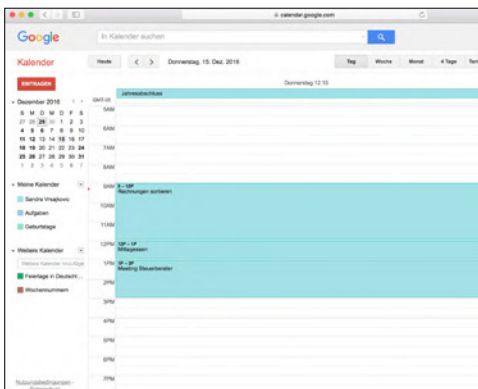 calendar.google.com
Google
In Kalender suchen
Kalender
Heute
Donnerstag, 15. Dez. 2016
Tag
Woche
Monat
4 Tage
EINTRAGEN
Donnerstag 12.15
Jahresabschluss
Dezember 2016
S M D M D F S
27 28 29 30 1 2 3
4 5 6 7 8 9 10
11 12 13 14 15 16 17
18 19 20 21 22 23 24
25 26 27 28 29 30 31
1 2 3 4 5 6 7
Meine Kalender
Sandra Vrsajkovic
Aufgaben
Geburtstage
Weitere Kalender
Weitere Kalender hinzufüge
Feiertage in Deutschl...
Wochennummern
5AM
6AM
7AM
8AM
9AM
9 – 12P
Rechnungen sortieren
10AM
11AM
12PM
12P – 1P
Mittagessen
1PM
1P – 3P
Meeting Steuerberater
2PM
3PM
4PM
5PM
6PM
7PM
Nutzungsbedingungen -